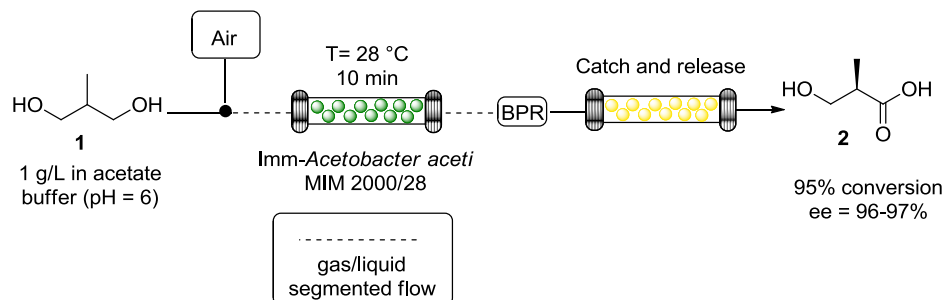 Air
T= 28 °C
10 min
Catch and release
HO
OH
BPR
HO
OH
O
1
2
Imm-Acetobacter aceti
MIM 2000/28
1 g/L in acetate
buffer (pH = 6)
95% conversion
ee = 96-97%
gas/liquid
segmented flow